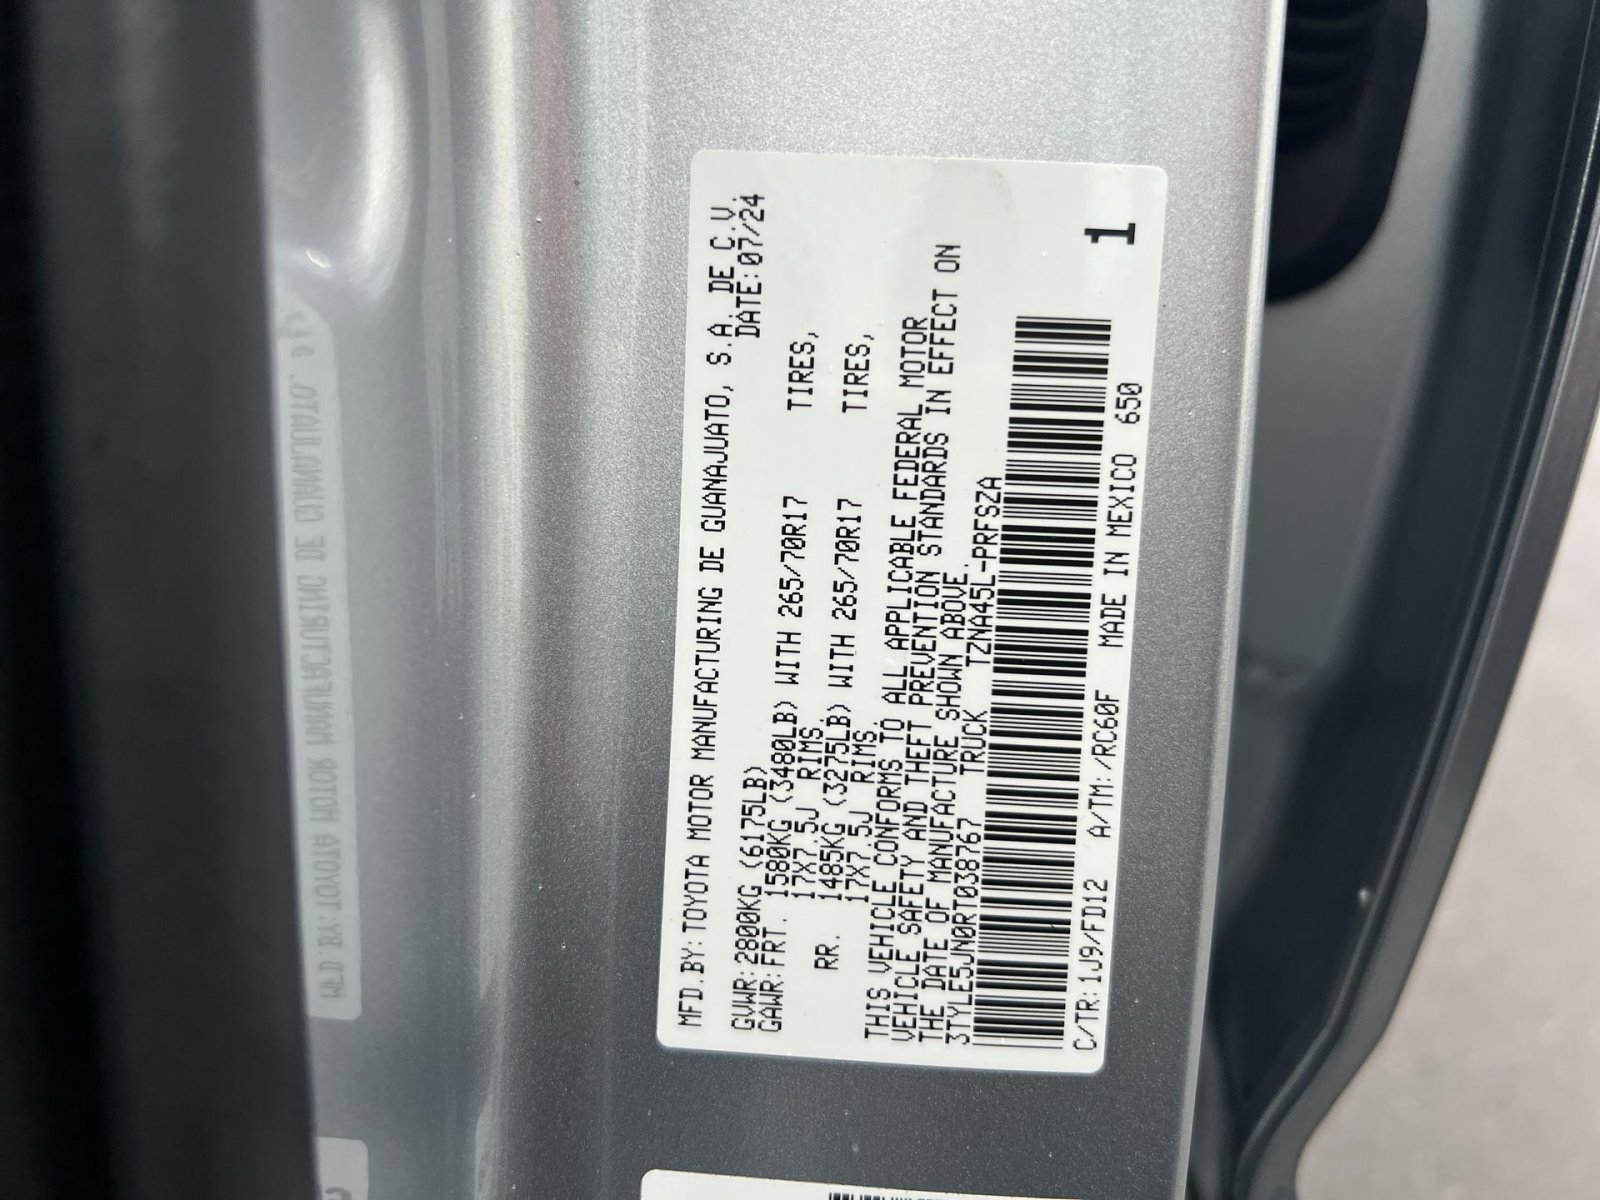 MFD.BY:TOYOTA MOTOR MANUFACTURING DE GUANAJUATO, S.A. DE C.V.
DATE:07/24
GVWR:2800KG (6175LB)
GAWR:FRT. 1580KG (3480LB) WITH 265/70R17 TIRES,
17X7.5J RIMS.
RR. 1485KG (3275LB) WITH 265/70R17 TIRES,
17X7.5J RIMS.
THIS VEHICLE CONFORMS TO ALL APPLICABLE FEDERAL MOTOR
VEHICLE SAFETY AND THEFT PREVENTION STANDARDS IN EFFECT ON
THE DATE OF MANUFACTURE SHOWN ABOVE.
3TYLE5JN0RT038767 TRUCK TZNA45L-PRFSZA
1
C/TR:1J9/FD12 A/TM:/RC60F MADE IN MEXICO 650